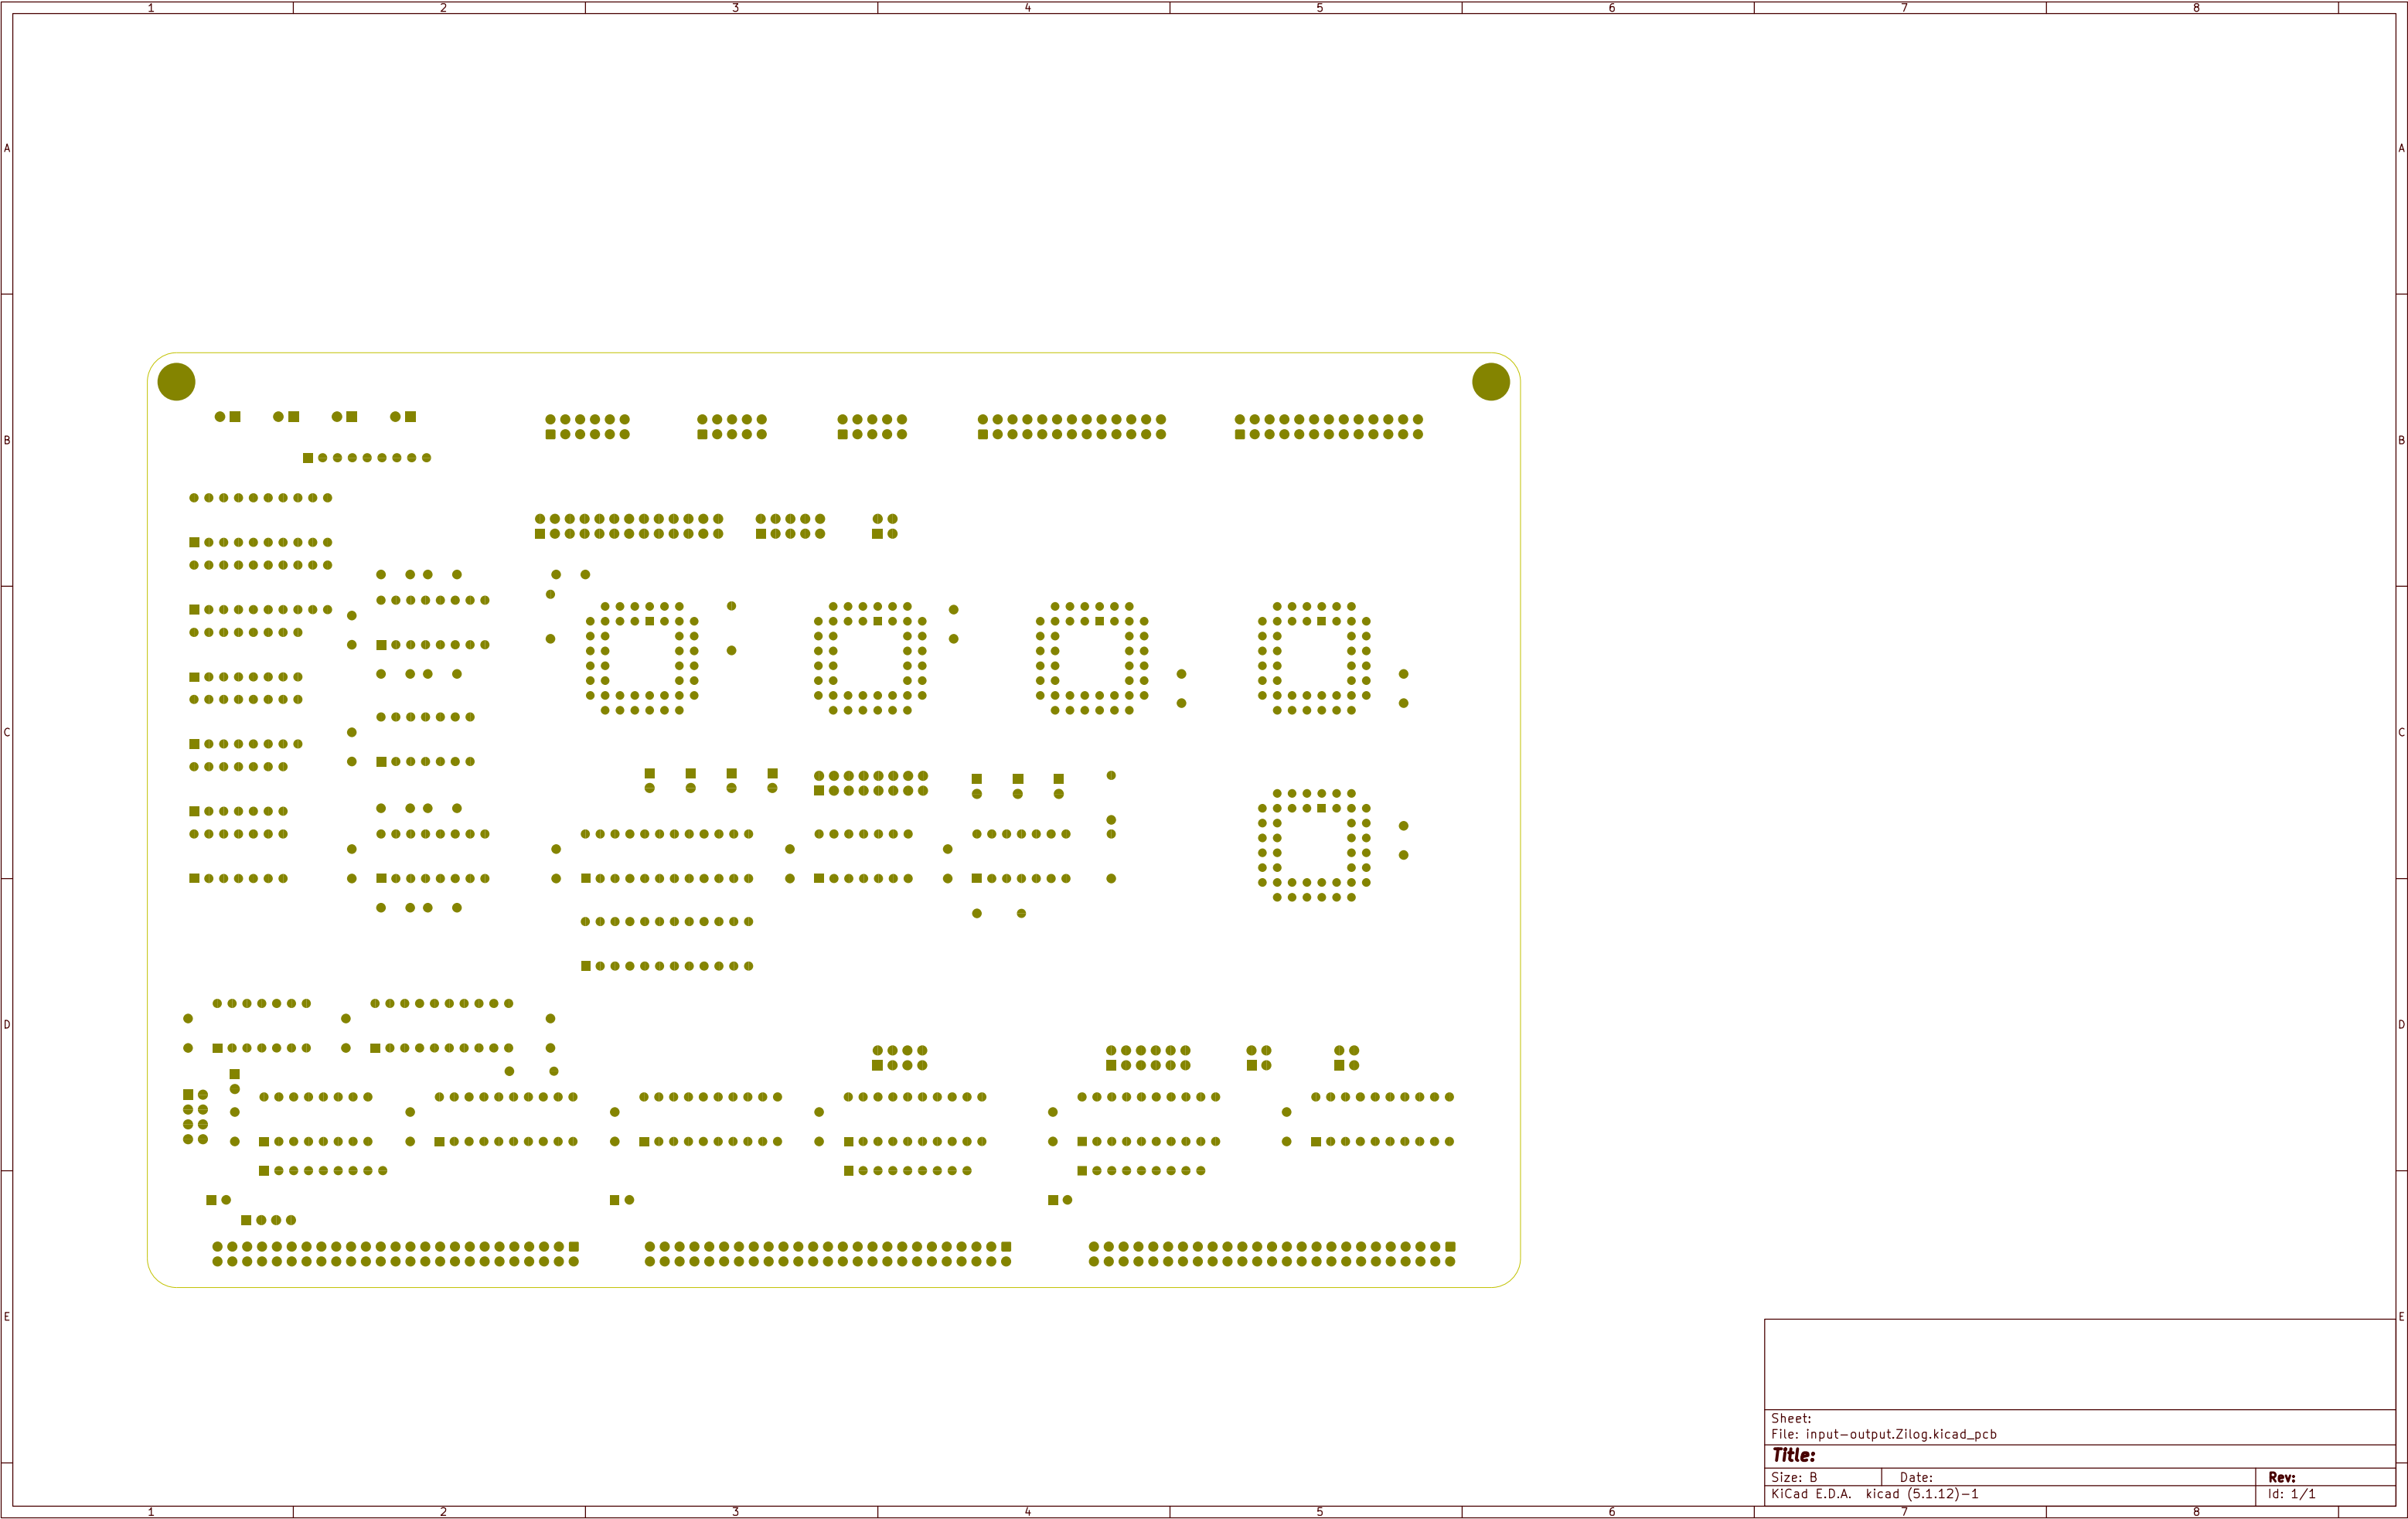 1 2 3 4 5 6 7 8
A A
B B
C C
D D
E E
Sheet:
File: input-output.Zilog.kicad_pcb
Title:
Size: B Date: Rev:
KiCad E.D.A. kicad (5.1.12)-1 Id: 1/1
1 2 3 4 5 6 7 8